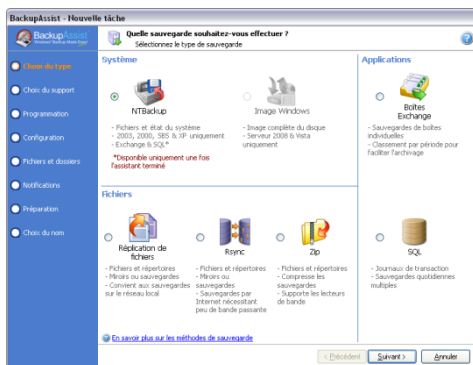 BackupAssist - Nouvelle tâche
BackupAssist
Quelle sauvegarde souhaitez-vous effectuer ?
Sélectionnez le type de sauvegarde
Choix du type
Choix du support
Programmation
Configuration
Fichiers et dossiers
Notifications
Préparation
Choix du nom
Système
NTBackup
- Fichiers et état du système
- 2003, 2000, SBS & XP uniquement
- Exchange & SQL*
*Disponible uniquement une fois
l'assistant terminé
Image Windows
- Image complète du disque
- Serveur 2008 & Vista
uniquement
Applications
Boîtes
Exchange
- Sauvegardes de boîtes
individuelles
- Classement par période pour
faciliter l'archivage
Fichiers
Réplication de
fichiers
- Fichiers et répertoires
- Miroirs ou sauvegardes
- Convient aux sauvegardes
sur le réseau local
Rsync
- Fichiers et répertoires
- Miroirs ou
sauvegardes
- Sauvegardes par
Internet nécessitant
peu de bande passante
Zip
- Fichiers et répertoires
- Compresse les
sauvegardes
- Supporte les lecteurs
de bande
SQL
- Journaux de transaction
- Sauvegardes quotidiennes
multiples
En savoir plus sur les méthodes de sauvegarde
< Précédent
Suivant >
Annuler